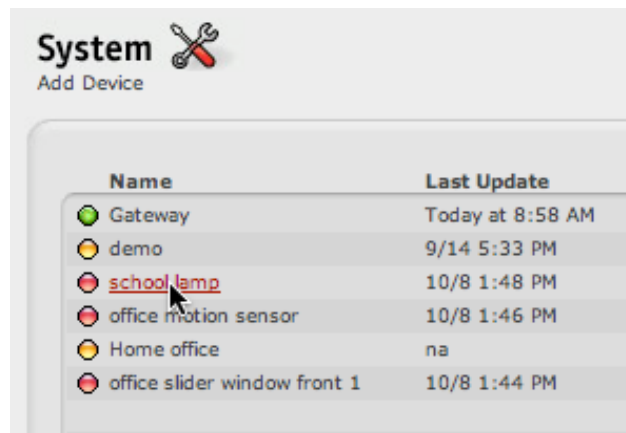 System
Add Device
Name Last Update
Gateway Today at 8:58 AM
demo 9/14 5:33 PM
school lamp 10/8 1:48 PM
office motion sensor 10/8 1:46 PM
Home office na
office slider window front 1 10/8 1:44 PM